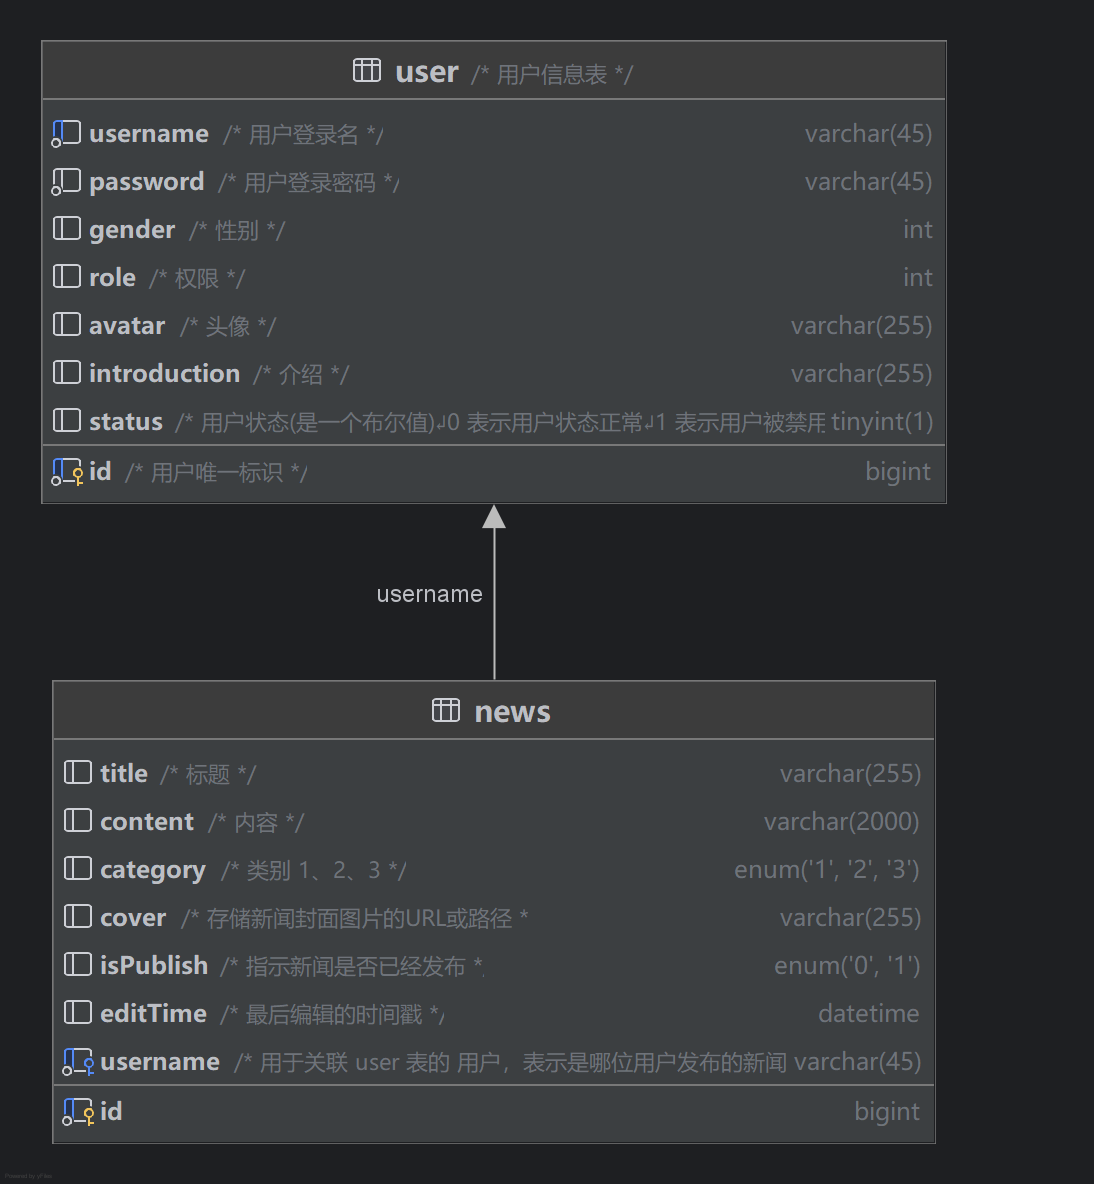 user /* 用户信息表 */
username /* 用户登录名 */ varchar(45)
password /* 用户登录密码 */ varchar(45)
gender /* 性别 */ int
role /* 权限 */ int
avatar /* 头像 */ varchar(255)
introduction /* 介绍 */ varchar(255)
status /* 用户状态(是一个布尔值)↲0 表示用户状态正常↲1 表示用户被禁用 tinyint(1)
id /* 用户唯一标识 */ bigint
username
news
title /* 标题 */ varchar(255)
content /* 内容 */ varchar(2000)
category /* 类别 1、2、3 */ enum('1', '2', '3')
cover /* 存储新闻封面图片的URL或路径 * varchar(255)
isPublish /* 指示新闻是否已经发布 * enum('0', '1')
editTime /* 最后编辑的时间戳 */ datetime
username /* 用于关联 user 表的 用户，表示是哪位用户发布的新闻 varchar(45)
id bigint
Powered by yFiles